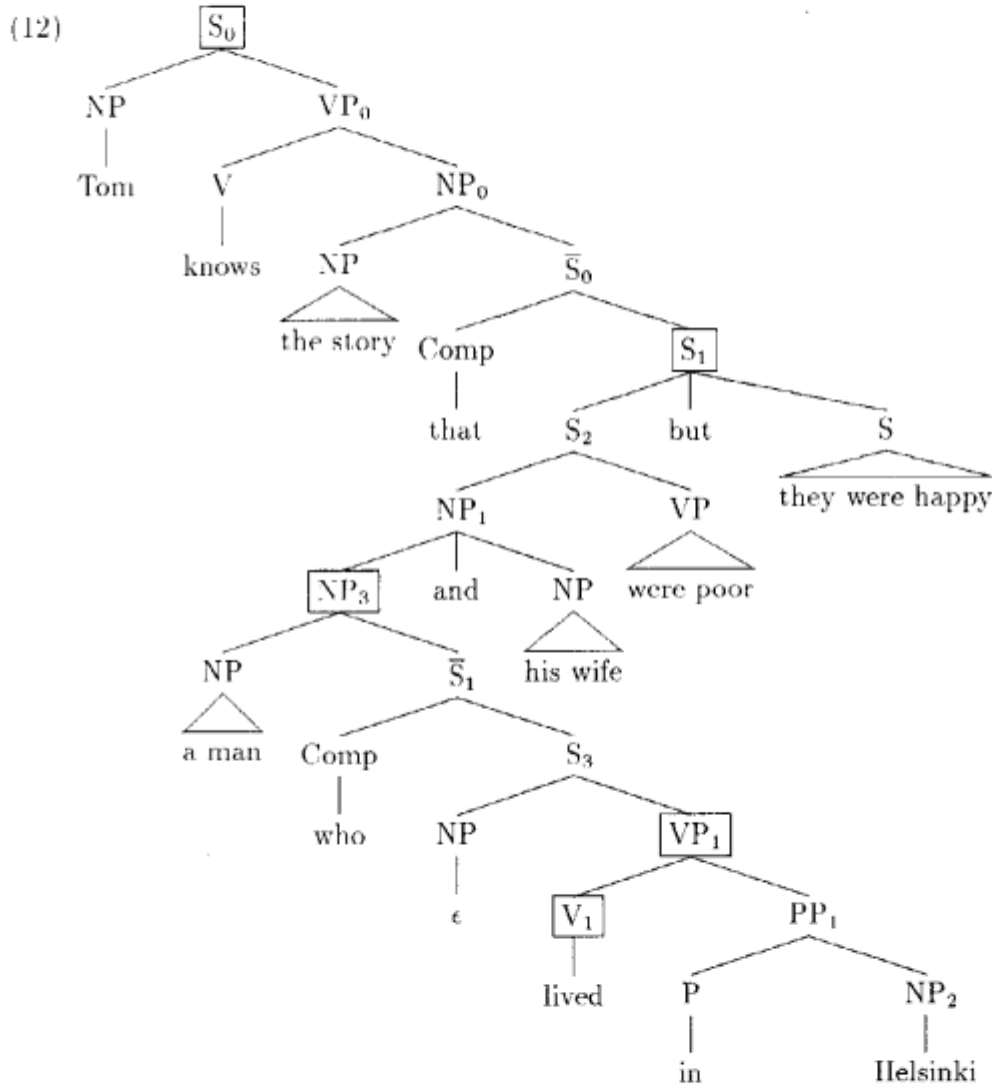 (12) S₀
NP VP₀
Tom V NP₀
knows NP S̅₀
the story Comp S₁
that S₂ but S
NP₁ VP they were happy
NP₃ and NP were poor
NP S̅₁ his wife
a man Comp S₃
who NP VP₁
ϵ V₁ PP₁
lived P NP₂
in Helsinki